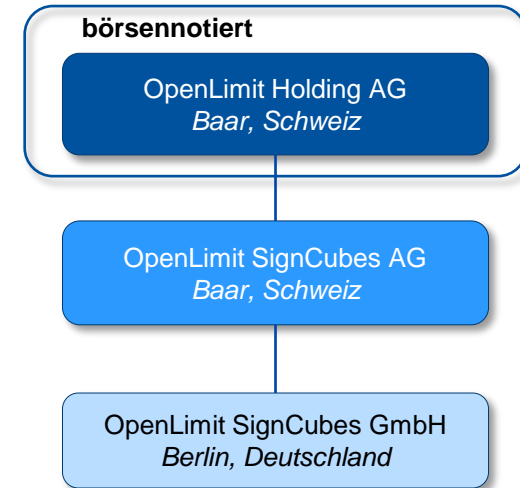 börsennotiert
OpenLimit Holding AG
Baar, Schweiz
OpenLimit SignCubes AG
Baar, Schweiz
OpenLimit SignCubes GmbH
Berlin, Deutschland